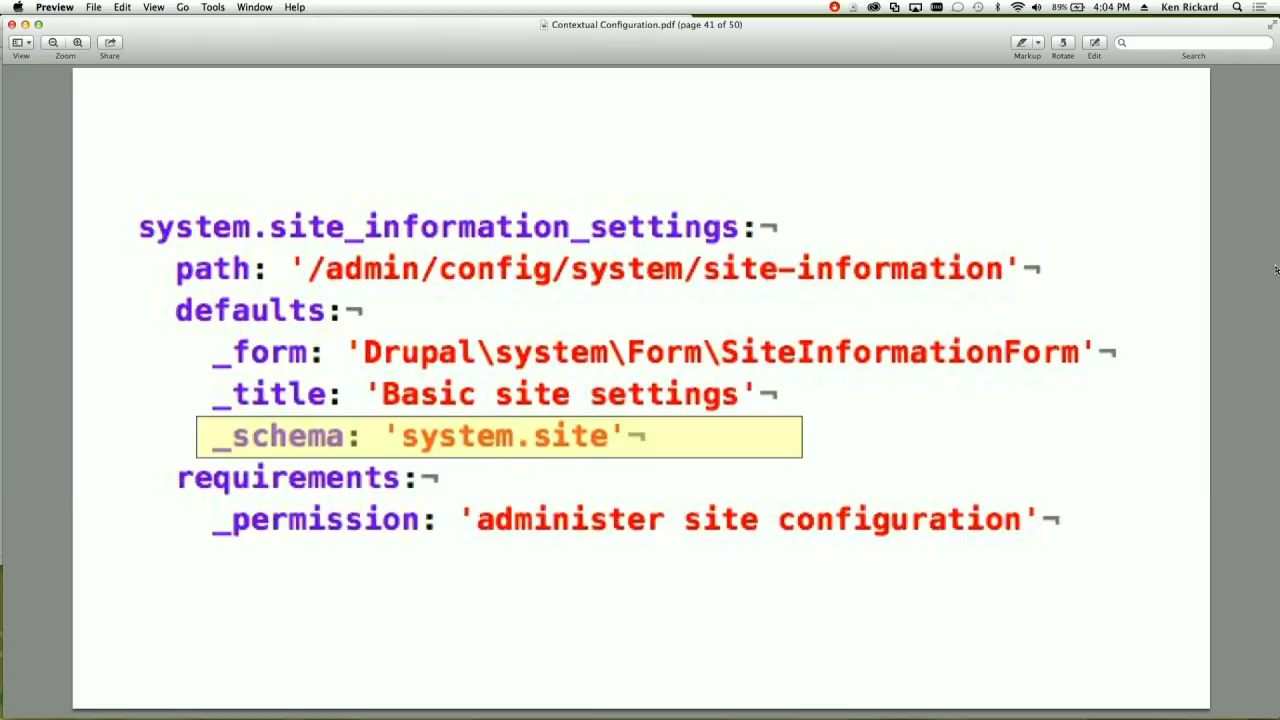 Preview File Edit View Go Tools Window Help 89% 4:04 PM Ken Rickard
Contextual Configuration.pdf (page 41 of 50)
View Zoom Share Markup Rotate Edit Search
system.site_information_settings:¬
path: '/admin/config/system/site-information'¬
defaults:¬
_form: 'Drupal\system\Form\SiteInformationForm'¬
_title: 'Basic site settings'¬
_schema: 'system.site'¬
requirements:¬
_permission: 'administer site configuration'¬